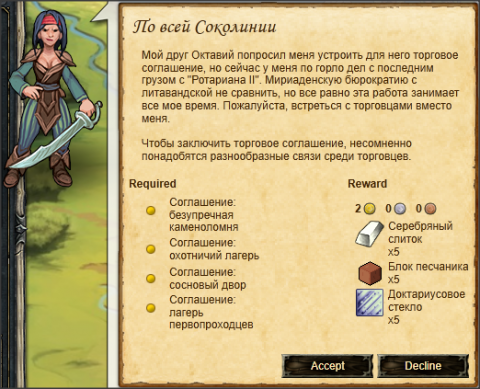 По всей Соколинии
Мой друг Октавий попросил меня устроить для него торговое
соглашение, но сейчас у меня по горло дел с последним
грузом с "Ротариана II". Мириаденскую бюрократию с
литавандской не сравнить, но все равно эта работа занимает
все мое время. Пожалуйста, встреться с торговцами вместо
меня.
Чтобы заключить торговое соглашение, несомненно
понадобятся разнообразные связи среди торговцев.
Required
Соглашение:
безупречная
каменоломня
Соглашение:
охотничий лагерь
Соглашение:
сосновый двор
Соглашение:
лагерь
первопроходцев
Reward
2 0 0
Серебряный
слиток
x5
Блок песчаника
x5
Доктариусовое
стекло
x5
Accept
Decline